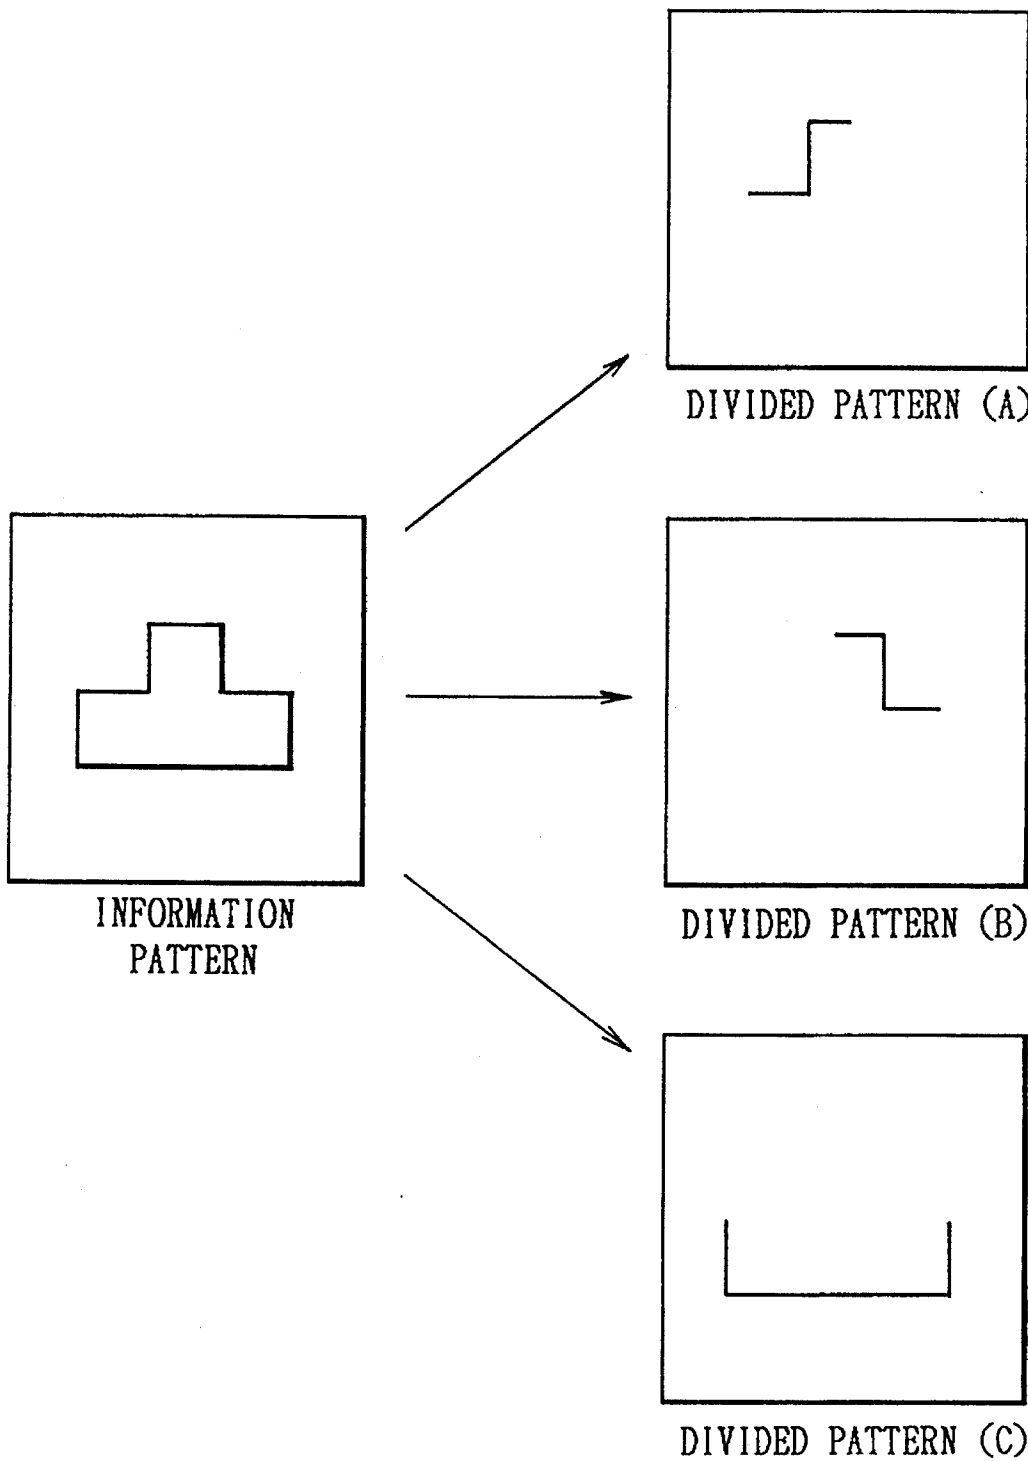 DIVIDED PATTERN (A)
INFORMATION
PATTERN
DIVIDED PATTERN (B)
DIVIDED PATTERN (C)